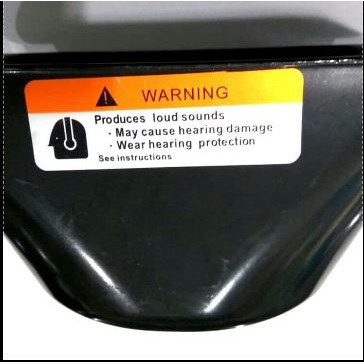 WARNING
Produces loud sounds
· May cause hearing damage
· Wear hearing protection
See instructions